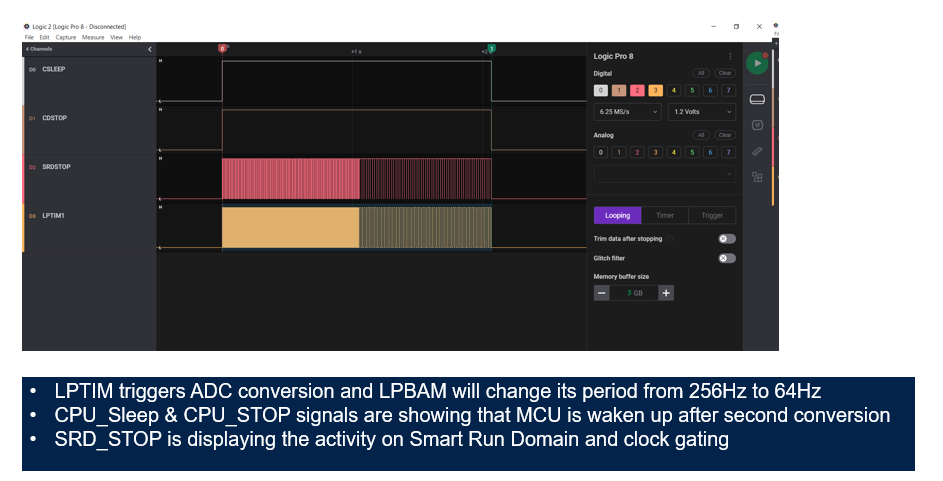 Logic 2 [Logic Pro 8 - Disconnected]
File Edit Capture Measure View Help
4 Channels
0
+1 s
+2
1
D0 CSLEEP
H
L
D1 CDSTOP
H
L
D2 SRDSTOP
H
L
LPTIM1
H
L
Logic Pro 8
Digital All Clear
0 1 2 3 4 5 6 7
6.25 MS/s 1.2 Volts
Analog All Clear
0 1 2 3 4 5 6 7
Looping Timer Trigger
Trim data after stopping
Glitch filter
Memory buffer size
− 3 GB +
• LPTIM triggers ADC conversion and LPBAM will change its period from 256Hz to 64Hz
• CPU_Sleep & CPU_STOP signals are showing that MCU is waken up after second conversion
• SRD_STOP is displaying the activity on Smart Run Domain and clock gating